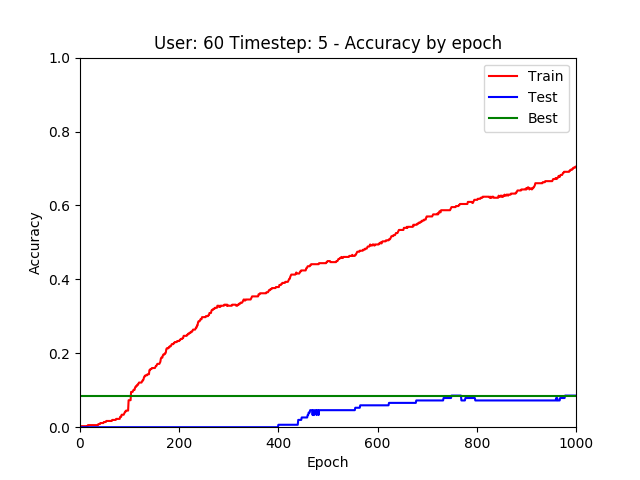 User: 60 Timestep: 5 - Accuracy by epoch
1.0
0.8
0.6
0.4
0.2
0.0
Accuracy
Train
Test
Best
0 200 400 600 800 1000
Epoch